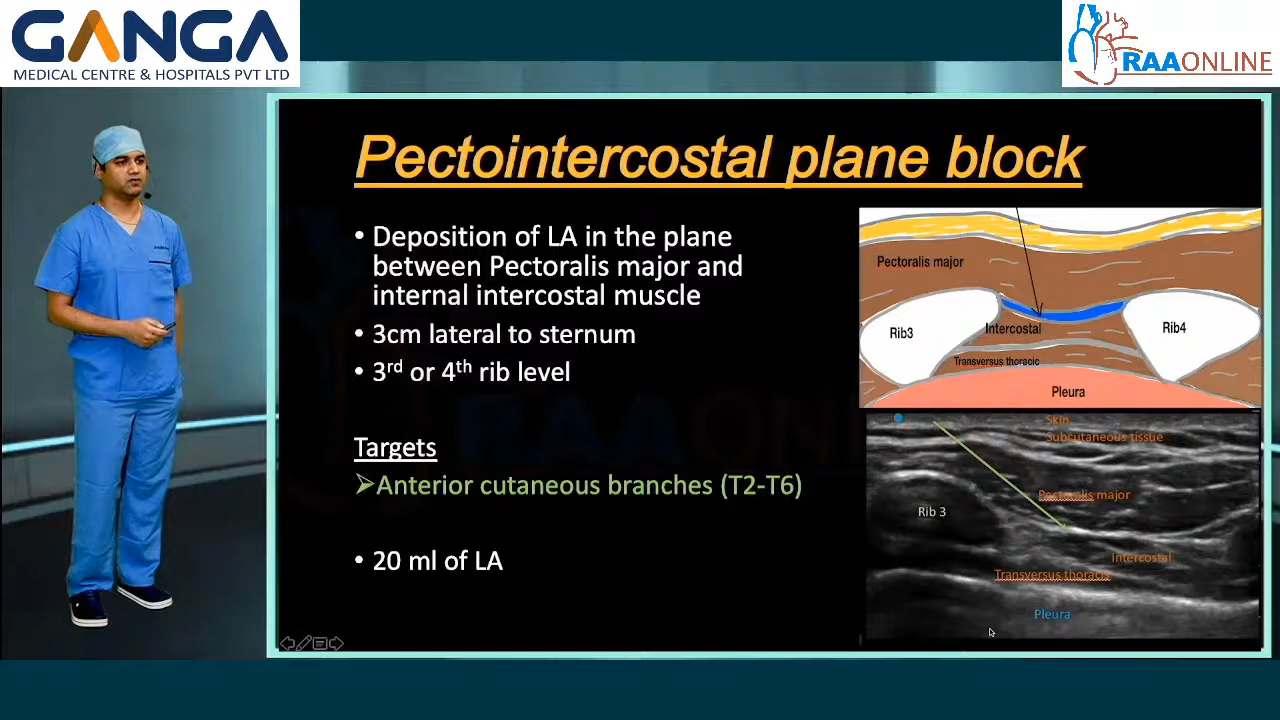 GANGA
MEDICAL CENTRE & HOSPITALS PVT LTD
RAAONLINE
Pectointercostal plane block
• Deposition of LA in the plane
between Pectoralis major and
internal intercostal muscle
• 3cm lateral to sternum
• 3rd or 4th rib level
Targets
➢Anterior cutaneous branches (T2-T6)
• 20 ml of LA
Pectoralis major
Rib3
Intercostal
Rib4
Transversus thoracic
Pleura
Skin
Subcutaneous tissue
Pectoralis major
Rib 3
Intercostal
Transversus thoracis
Pleura
RAAONLINE